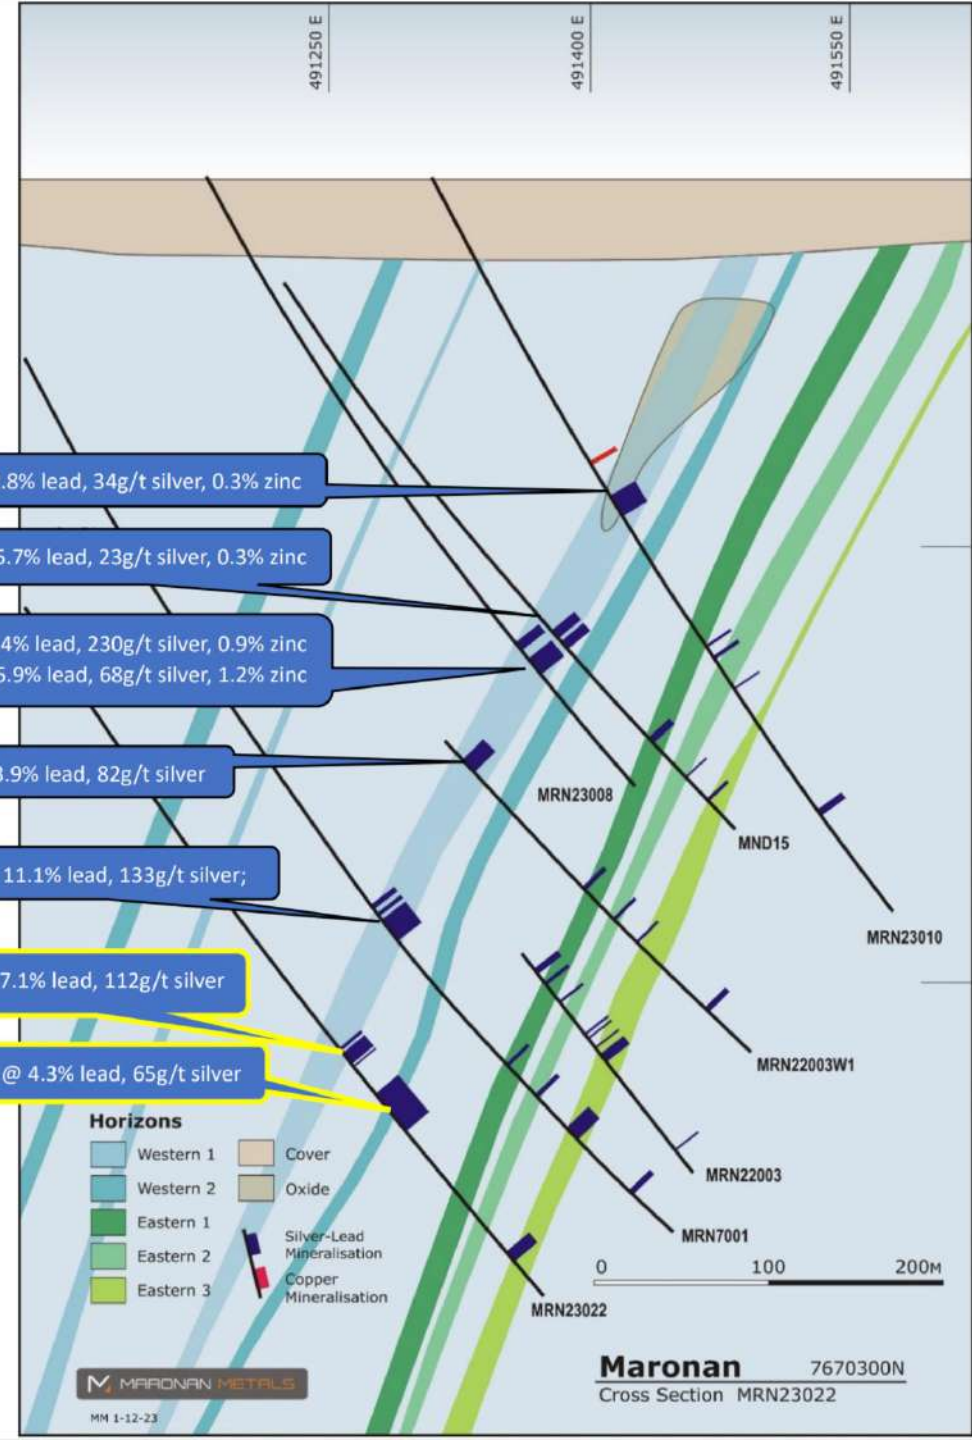 491250 E
491400 E
491550 E
.8% lead, 34g/t silver, 0.3% zinc
5.7% lead, 23g/t silver, 0.3% zinc
4% lead, 230g/t silver, 0.9% zinc
5.9% lead, 68g/t silver, 1.2% zinc
.9% lead, 82g/t silver
11.1% lead, 133g/t silver;
7.1% lead, 112g/t silver
@ 4.3% lead, 65g/t silver
MRN23008
MND15
MRN23010
MRN22003W1
MRN22003
MRN7001
MRN23022
Horizons
Western 1
Western 2
Eastern 1
Eastern 2
Eastern 3
Cover
Oxide
Silver-Lead
Mineralisation
Copper
Mineralisation
0 100 200M
MARONAN METALS
MM 1-12-23
Maronan 7670300N
Cross Section MRN23022